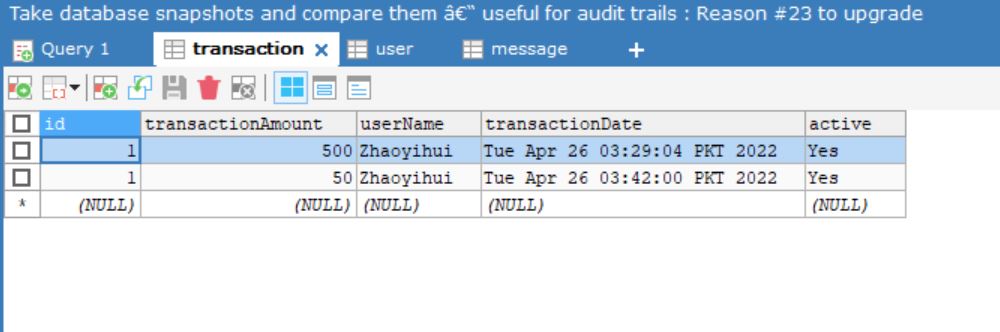 Take database snapshots and compare them â€“ useful for audit trails : Reason #23 to upgrade
Query 1 transaction x user message +
id transactionAmount userName transactionDate active
1 500 Zhaoyihui Tue Apr 26 03:29:04 PKT 2022 Yes
1 50 Zhaoyihui Tue Apr 26 03:42:00 PKT 2022 Yes
* (NULL) (NULL) (NULL) (NULL) (NULL)